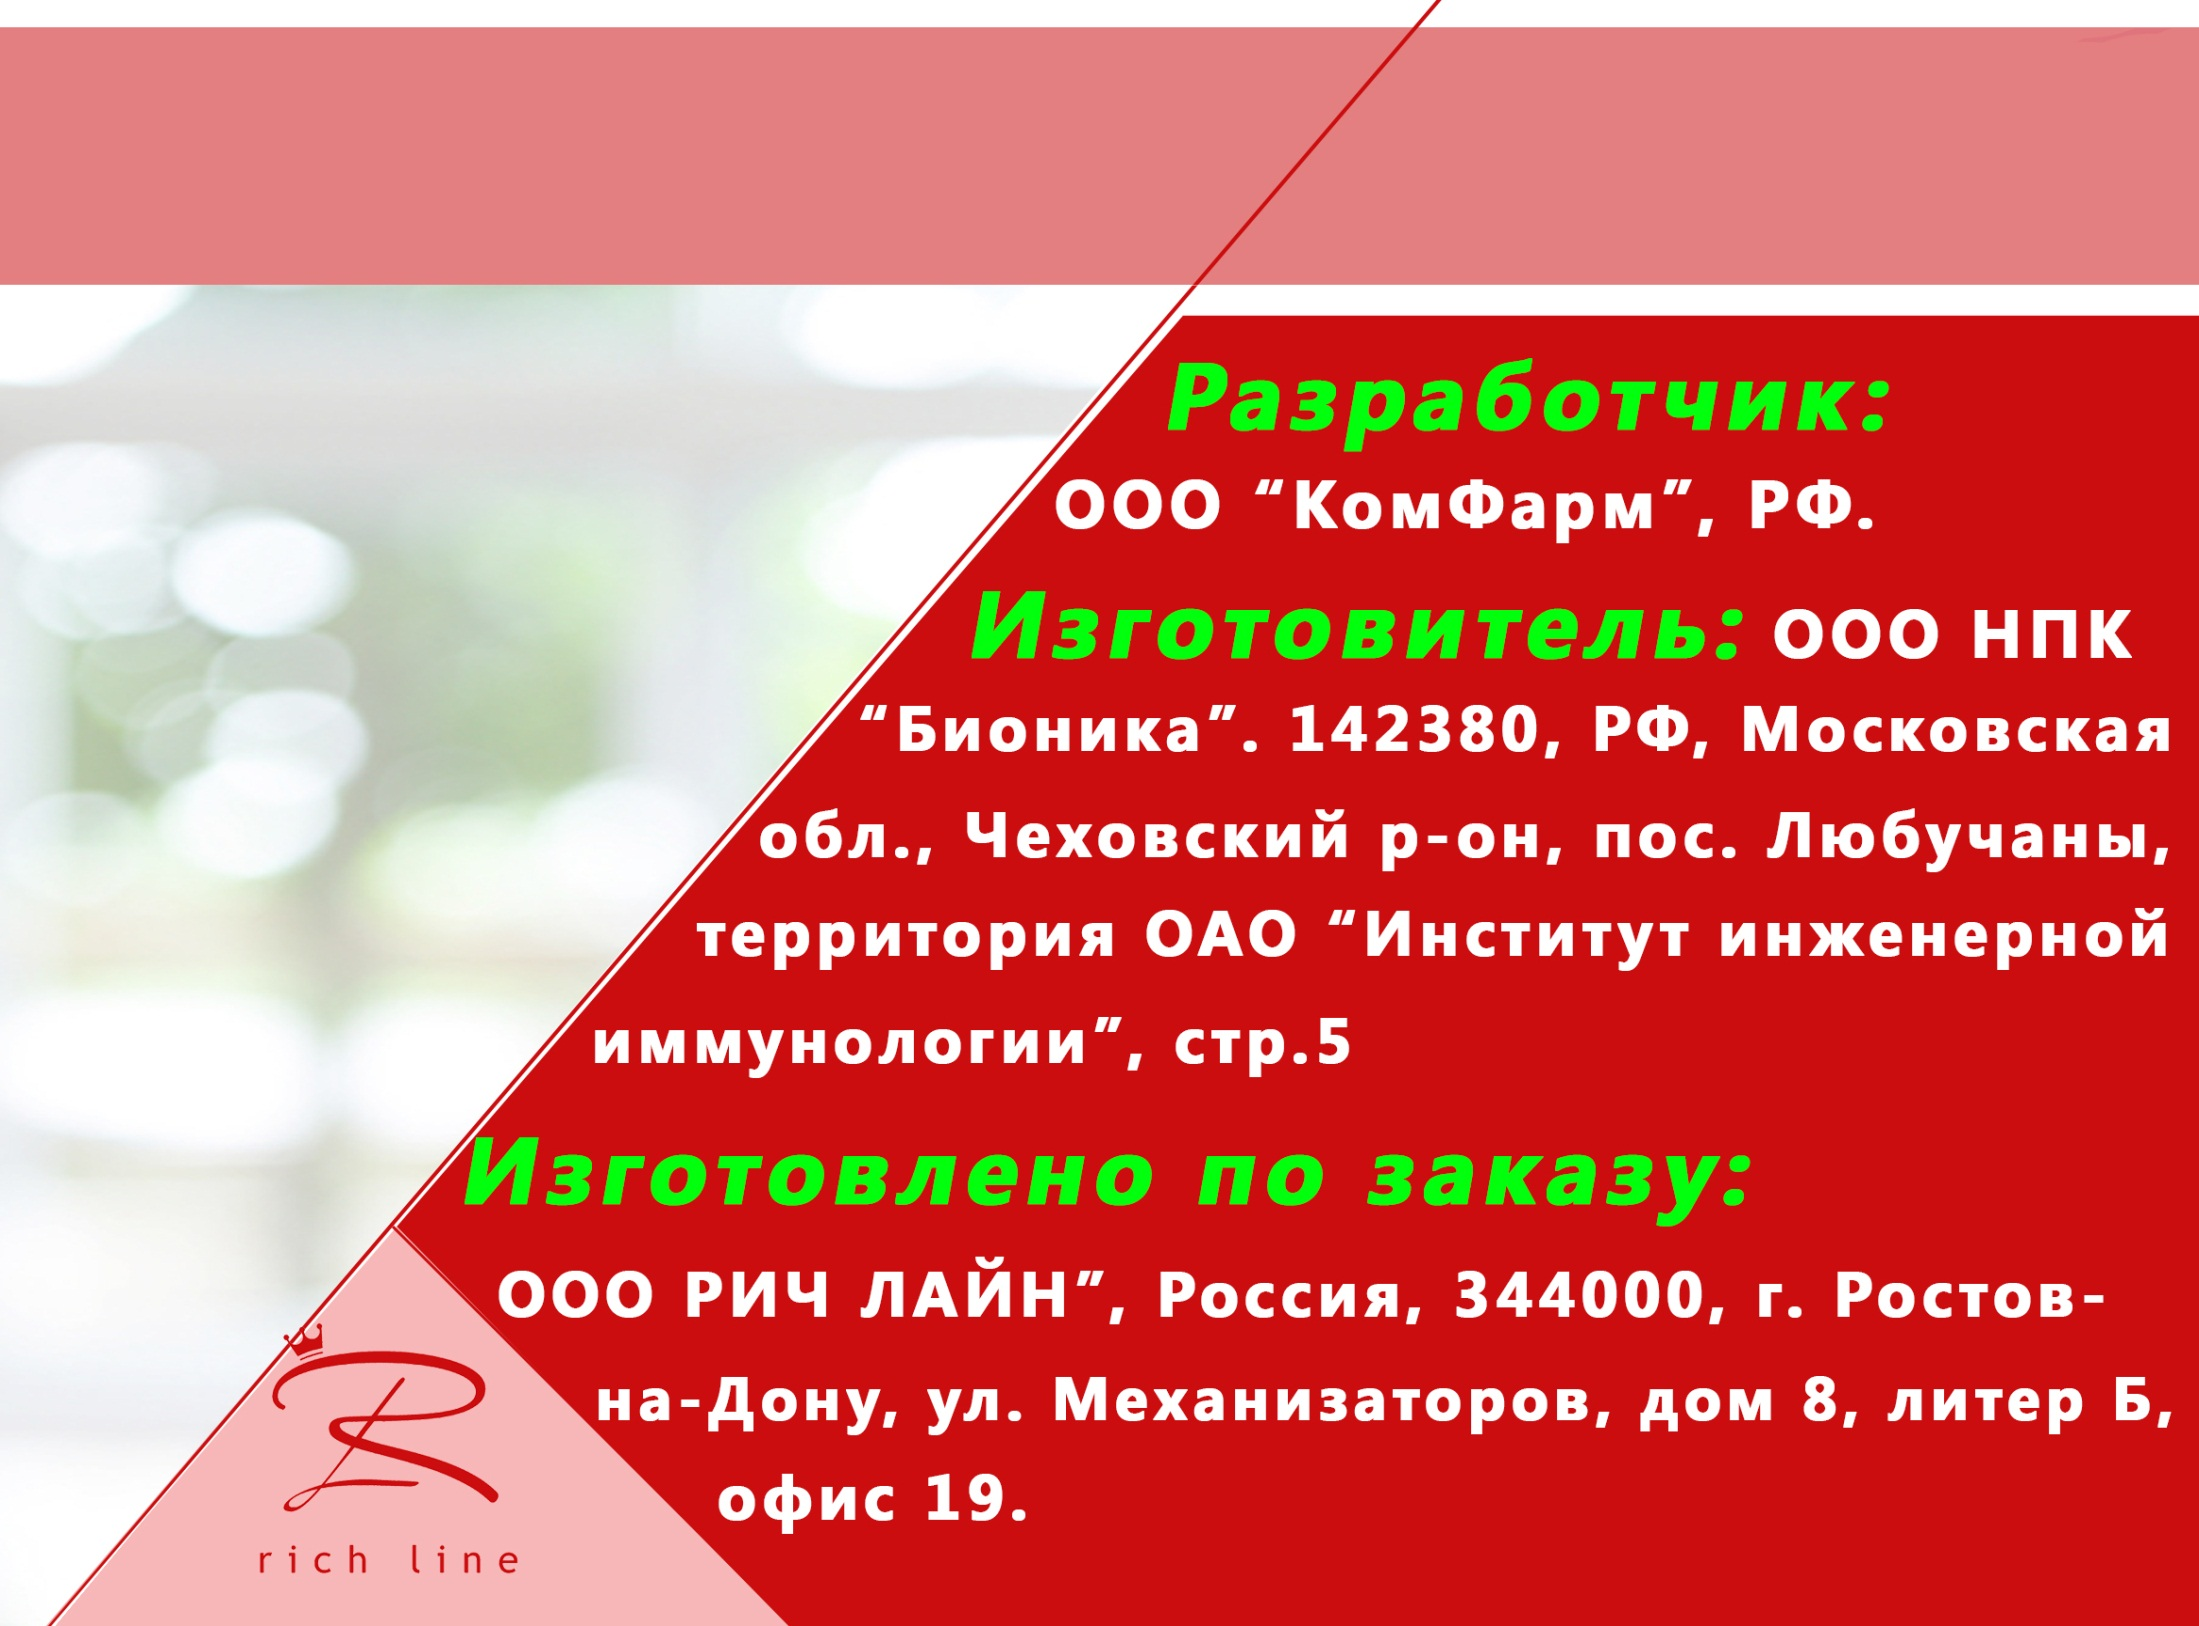 Разработчик:
ООО “КомФарм”, РФ.
Изготовитель: ООО НПК
“Бионика”. 142380, РФ, Московская
обл., Чеховский р-он, пос. Любучаны,
территория ОАО “Институт инженерной
иммунологии”, стр.5
Изготовлено по заказу:
ООО РИЧ ЛАЙН”, Россия, 344000, г. Ростов-
на-Дону, ул. Механизаторов, дом 8, литер Б,
офис 19.
rich line